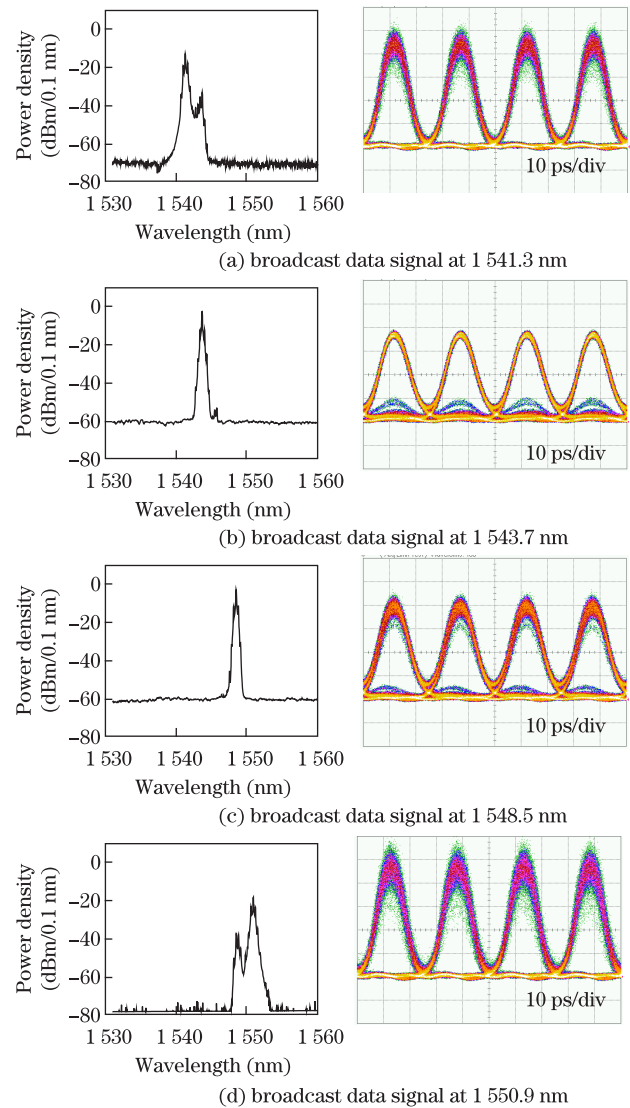 Power density
(dBm/0.1 nm)
0
−20
−40
−60
−80
1 530 1 540 1 550 1 560
Wavelength (nm)
10 ps/div
(a) broadcast data signal at 1 541.3 nm
Power density
(dBm/0.1 nm)
0
−20
−40
−60
−80
1 530 1 540 1 550 1 560
Wavelength (nm)
10 ps/div
(b) broadcast data signal at 1 543.7 nm
Power density
(dBm/0.1 nm)
0
−20
−40
−60
−80
1 530 1 540 1 550 1 560
Wavelength (nm)
10 ps/div
(c) broadcast data signal at 1 548.5 nm
Power density
(dBm/0.1 nm)
0
−20
−40
−60
−80
1 530 1 540 1 550 1 560
Wavelength (nm)
10 ps/div
(d) broadcast data signal at 1 550.9 nm